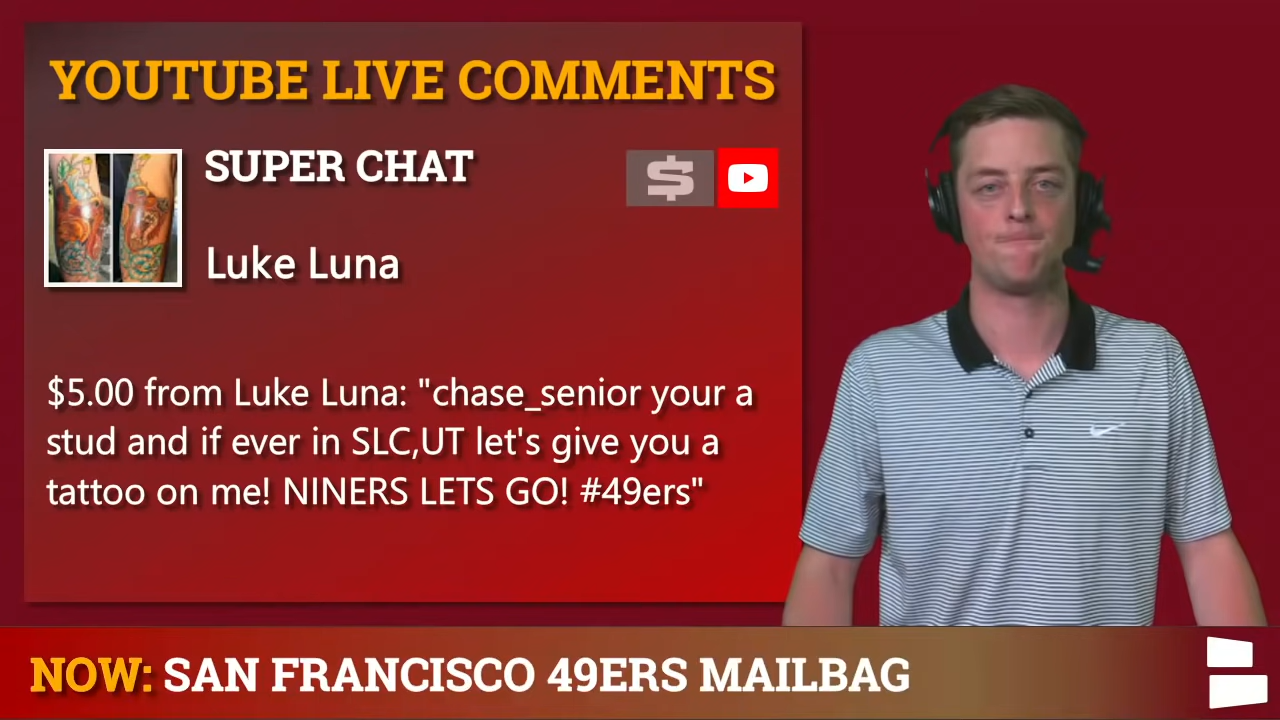 YOUTUBE LIVE COMMENTS
SUPER CHAT
$
Luke Luna
$5.00 from Luke Luna: "chase_senior your a
stud and if ever in SLC,UT let's give you a
tattoo on me! NINERS LETS GO! #49ers"
NOW: SAN FRANCISCO 49ERS MAILBAG